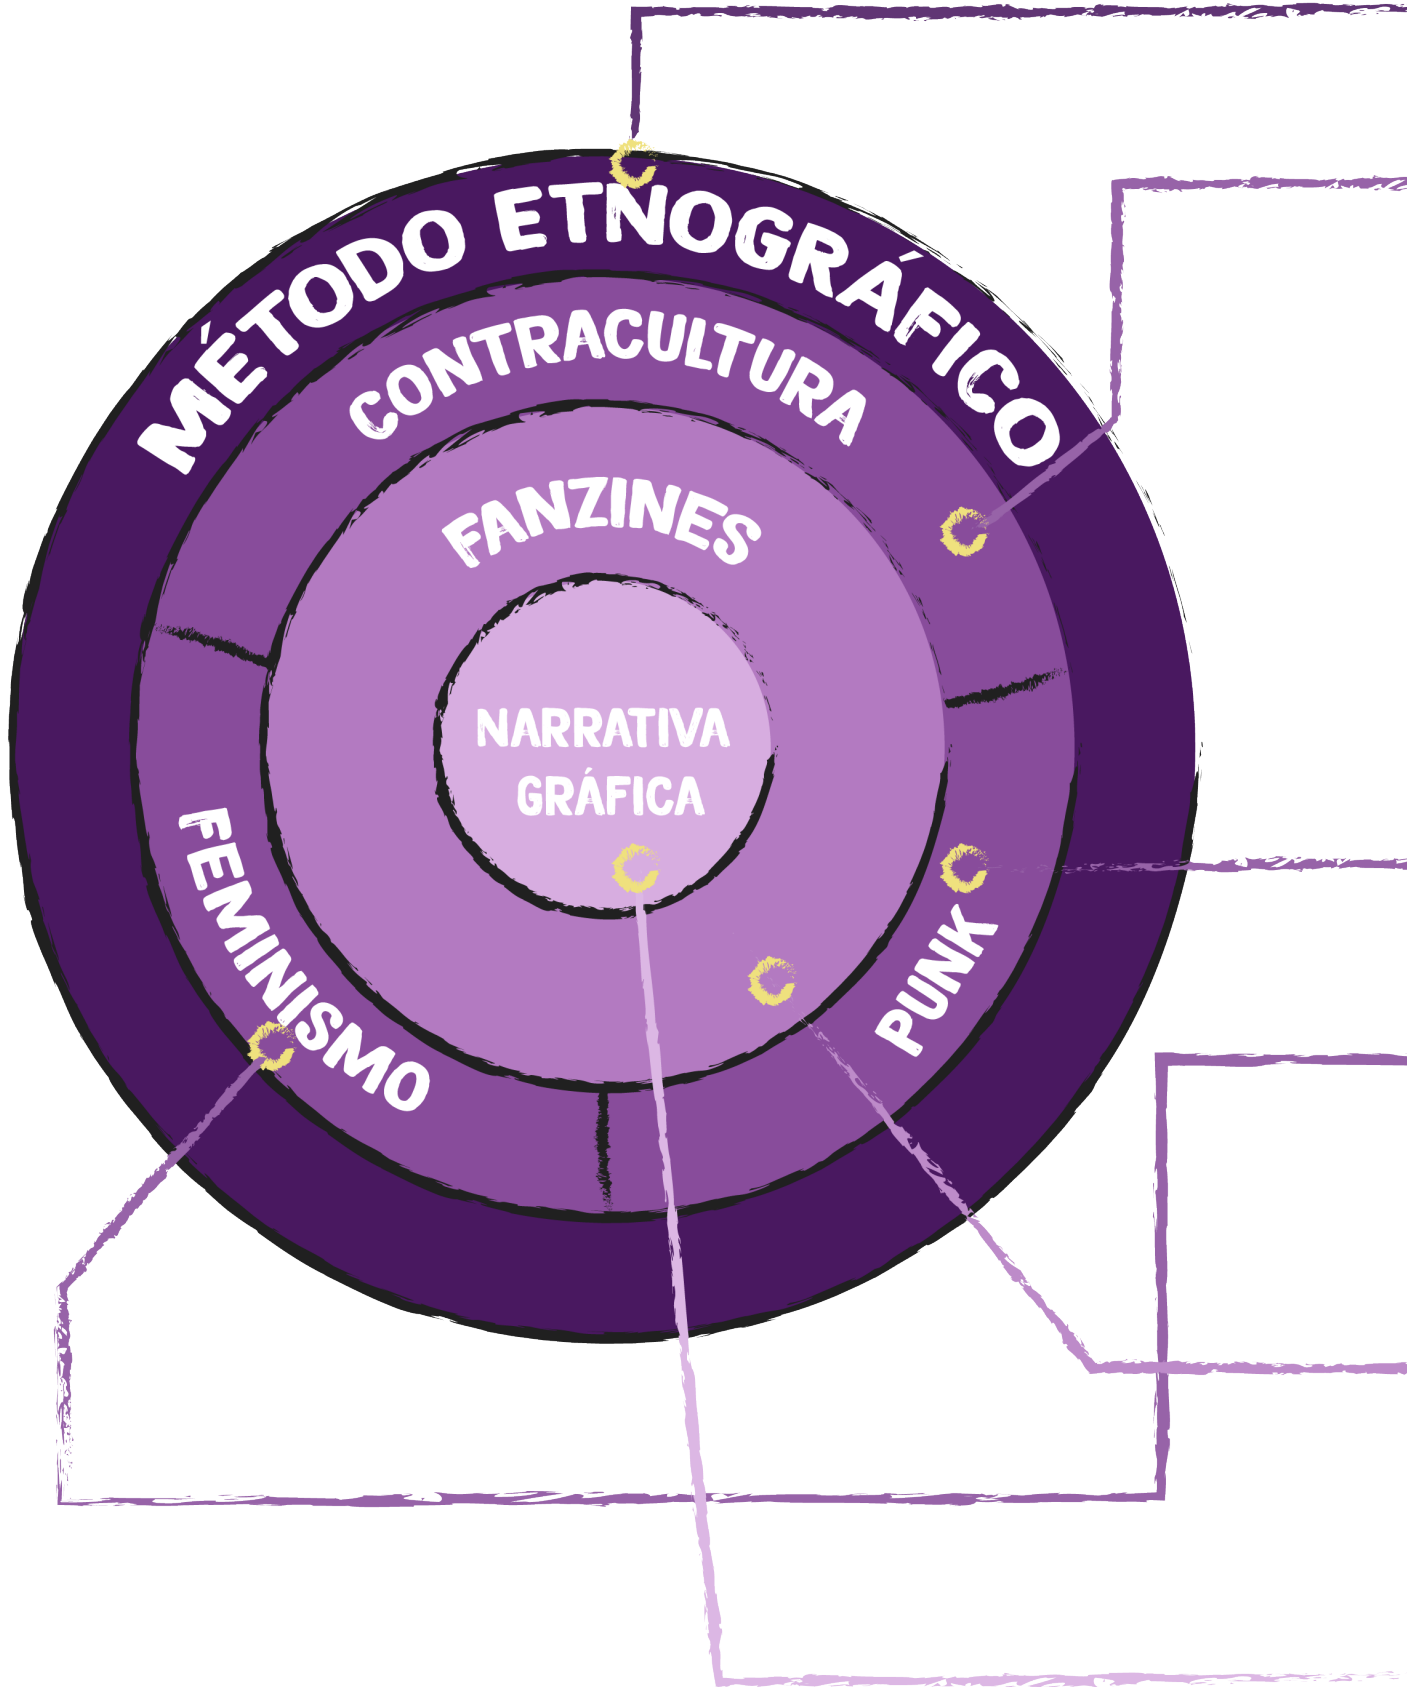 MÉTODO ETNOGRÁFICO
CONTRACULTURA
FANZINES
NARRATIVA
GRÁFICA
FEMINISMO
PUNK